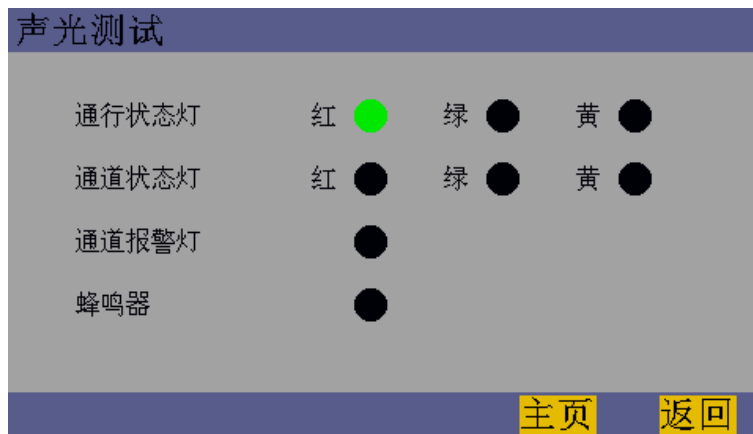 声光测试
通行状态灯 红 绿 黄
通道状态灯 红 绿 黄
通道报警灯
蜂鸣器
主页 返回